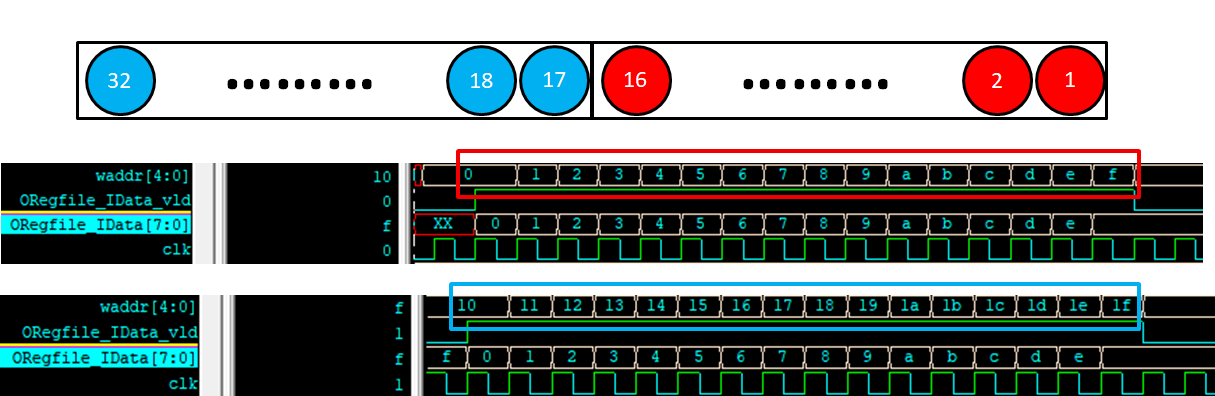 32 ......... 18 17 16 ......... 2 1
waddr[4:0] 10 0 1 2 3 4 5 6 7 8 9 a b c d e f
ORegfile_IData_vld 0
ORegfile_IData[7:0] f XX 0 1 2 3 4 5 6 7 8 9 a b c d e
clk 0
waddr[4:0] f 10 11 12 13 14 15 16 17 18 19 1a 1b 1c 1d 1e 1f
ORegfile_IData_vld 1
ORegfile_IData[7:0] f f 0 1 2 3 4 5 6 7 8 9 a b c d e
clk 1